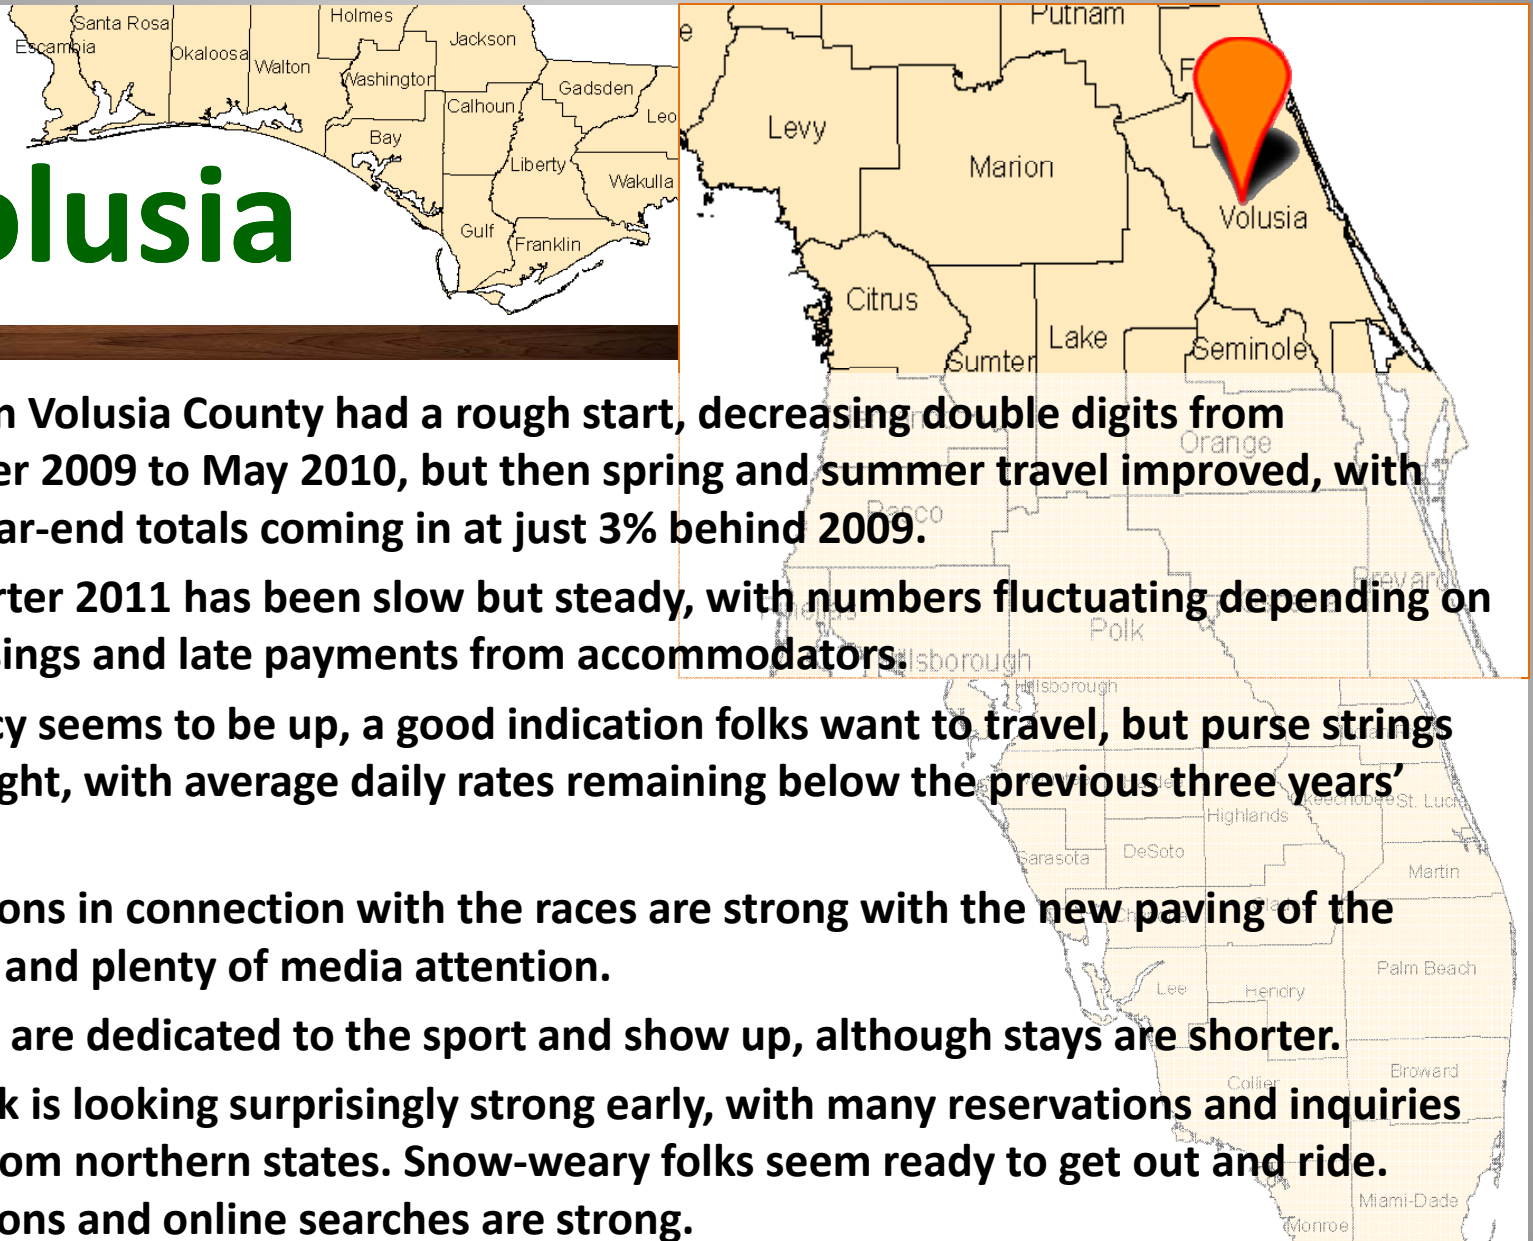 Holmes
Santa Rosa
Escambia
Okaloosa
Walton
Jackson
Washington
Gadsden
Calhoun
Leo
Bay
Liberty
Wakulla
Gulf
Franklin
olusia
Putnam
e
F
Levy
Marion
Volusia
Citrus
Lake
Sumter
Seminole
n Volusia County had a rough start, decreasing double digits from
er 2009 to May 2010, but then spring and summer travel improved, with
ar-end totals coming in at just 3% behind 2009.
rter 2011 has been slow but steady, with numbers fluctuating depending on
sings and late payments from accommodators.
cy seems to be up, a good indication folks want to travel, but purse strings
ght, with average daily rates remaining below the previous three years’
ons in connection with the races are strong with the new paving of the
and plenty of media attention.
are dedicated to the sport and show up, although stays are shorter.
k is looking surprisingly strong early, with many reservations and inquiries
om northern states. Snow-weary folks seem ready to get out and ride.
ons and online searches are strong.
Orange
Pasco
Brevard
Polk
Hillsborough
Hillsborough
Okeechobee
St. Lucie
Highlands
Sarasota
DeSoto
Martin
Palm Beach
Lee
Hendry
Broward
Collier
Miami-Dade
Monroe